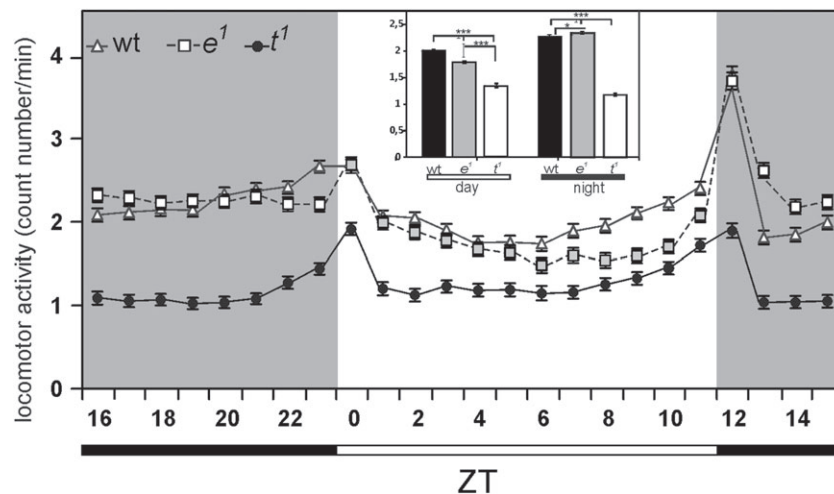 locomotor activity (count number/min)
4
3
2
1
0
wt e¹ t¹
2,5
2
1,5
1
0,5
0
*** ***
*** *
wt e¹ t¹ wt e¹ t¹
day night
16 18 20 22 0 2 4 6 8 10 12 14
ZT